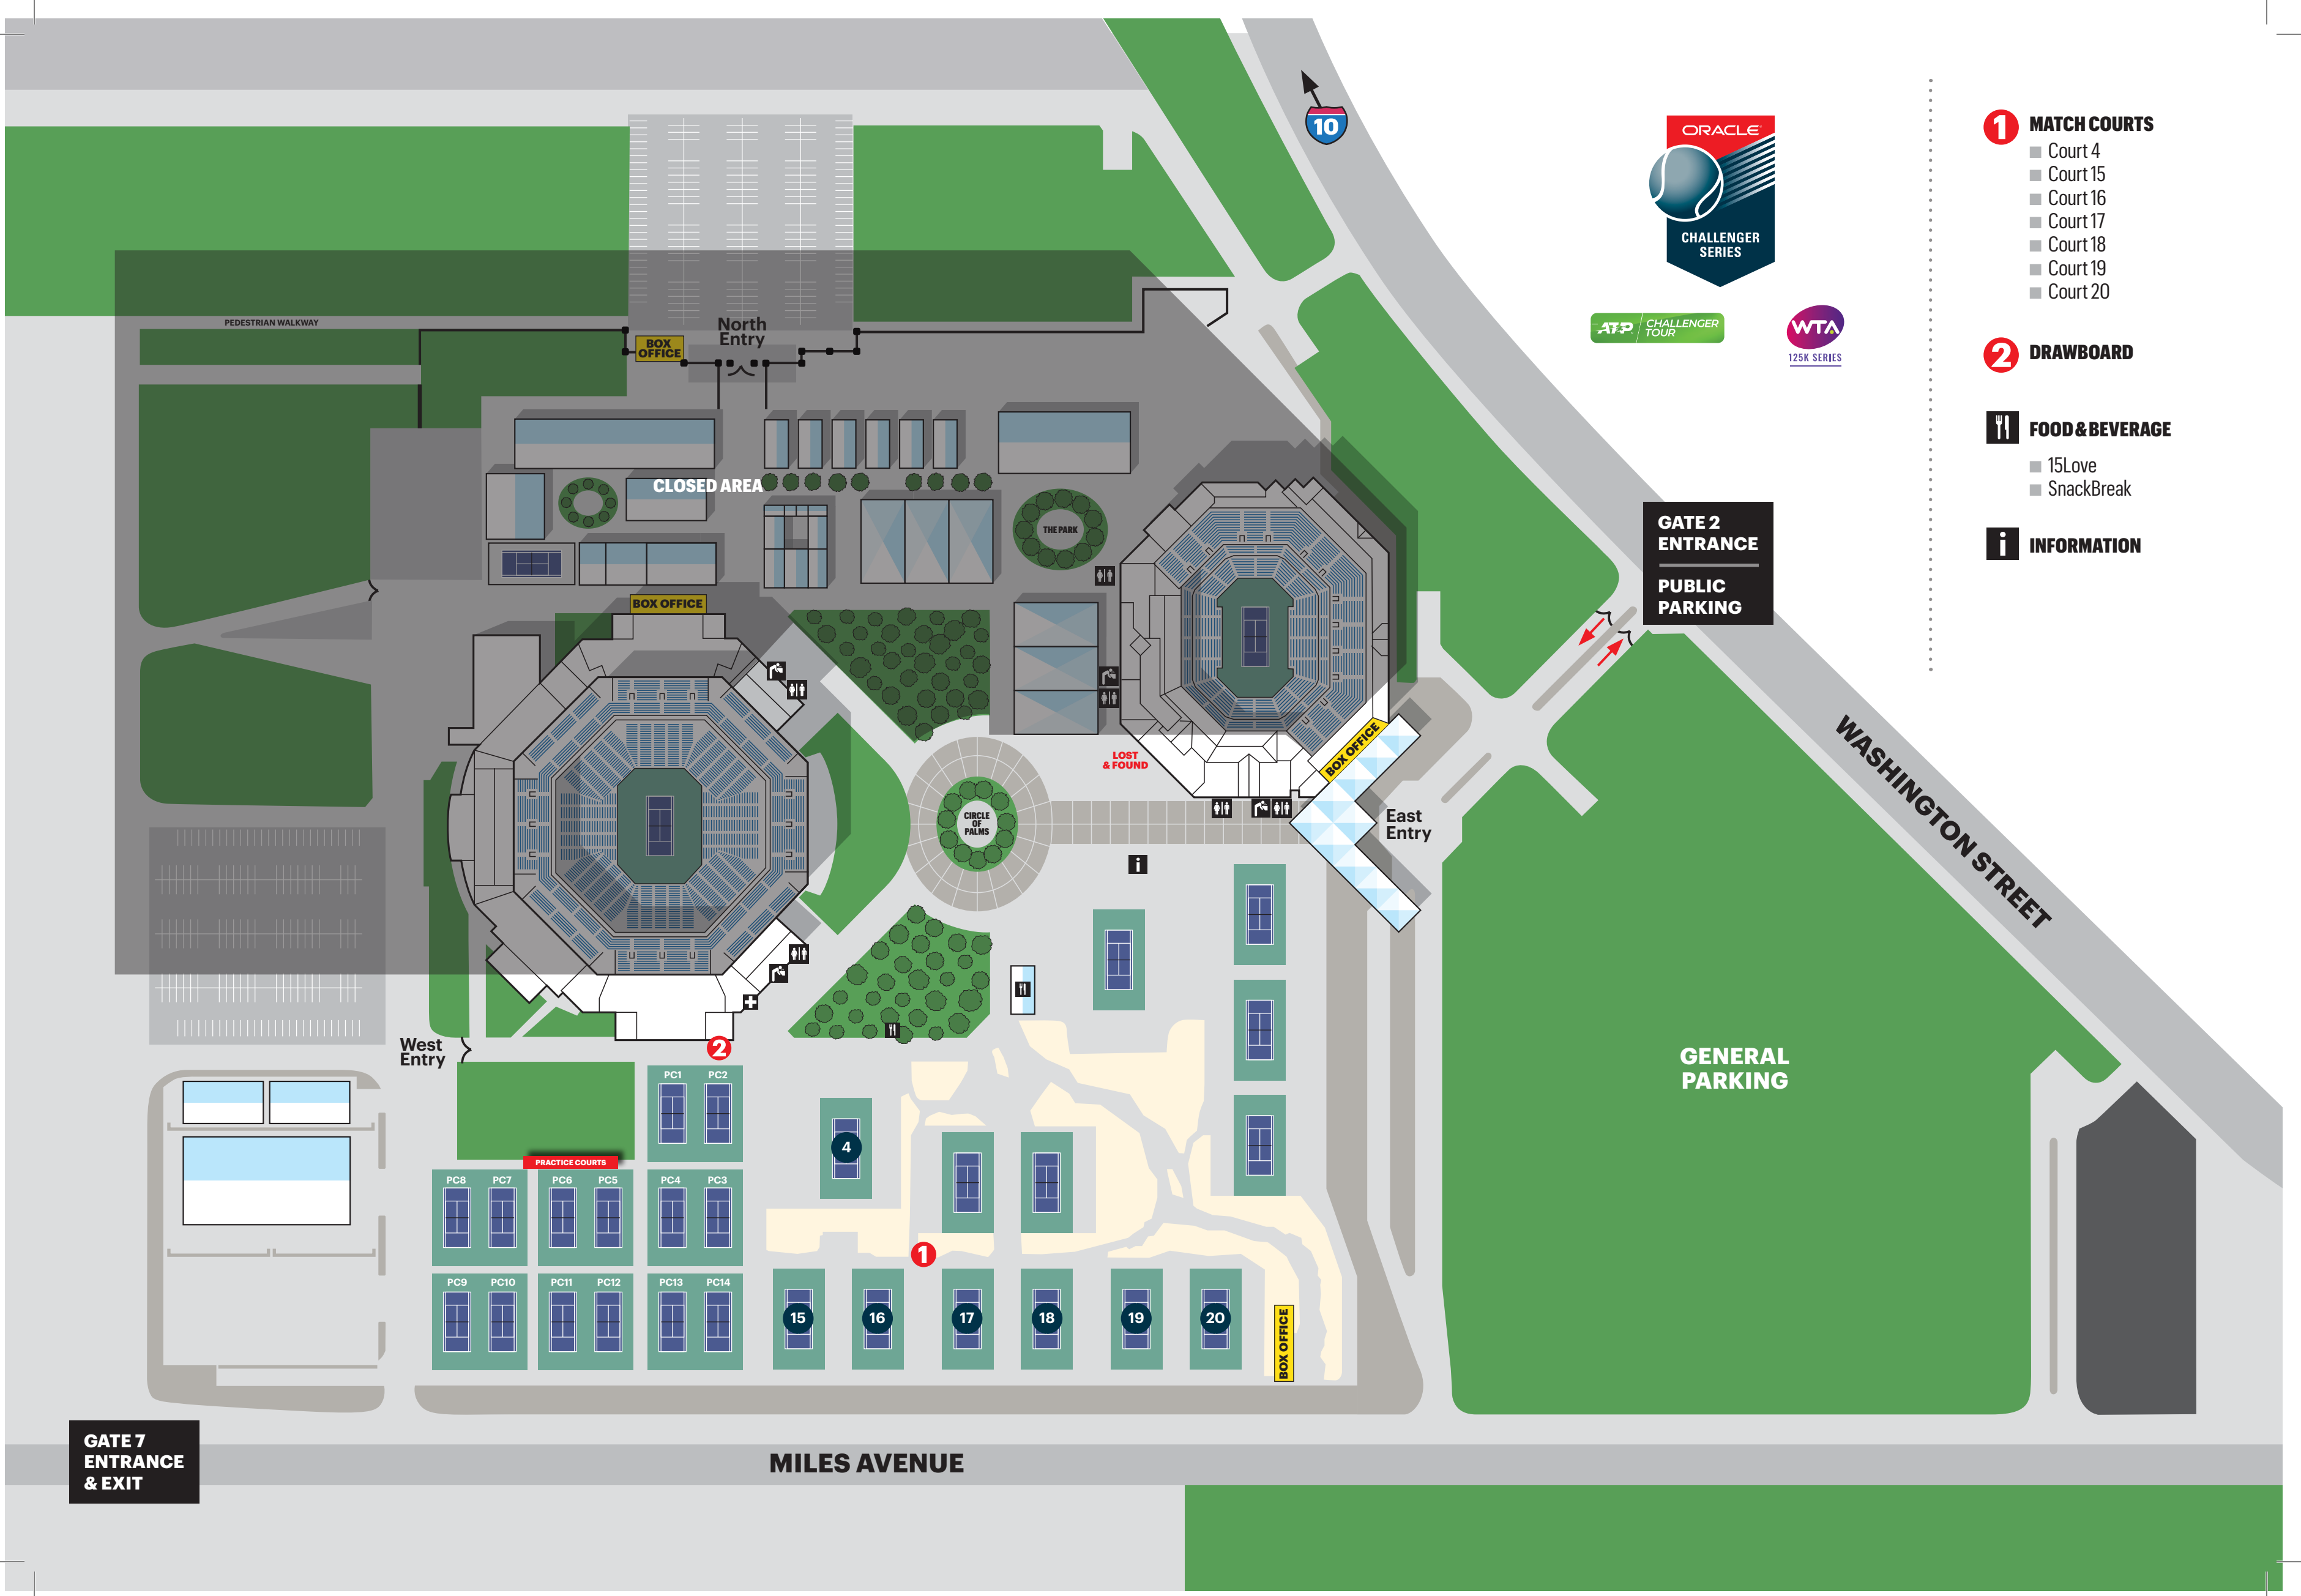 10
ORACLE
CHALLENGER
SERIES
ATP CHALLENGER
TOUR
WTA
125K SERIES
1 MATCH COURTS
Court 4
Court 15
Court 16
Court 17
Court 18
Court 19
Court 20
2 DRAWBOARD
FOOD & BEVERAGE
15Love
SnackBreak
i INFORMATION
PEDESTRIAN WALKWAY
North
Entry
BOX
OFFICE
CLOSED AREA
THE PARK
BOX OFFICE
GATE 2
ENTRANCE
PUBLIC
PARKING
WASHINGTON STREET
LOST
& FOUND
BOX OFFICE
East
Entry
CIRCLE
OF
PALMS
i
West
Entry
2
GENERAL
PARKING
PC1 PC2
4
PRACTICE COURTS
PC8 PC7 PC6 PC5 PC4 PC3
1
PC9 PC10 PC11 PC12 PC13 PC14
15 16 17 18 19 20
BOX OFFICE
GATE 7
ENTRANCE
& EXIT
MILES AVENUE